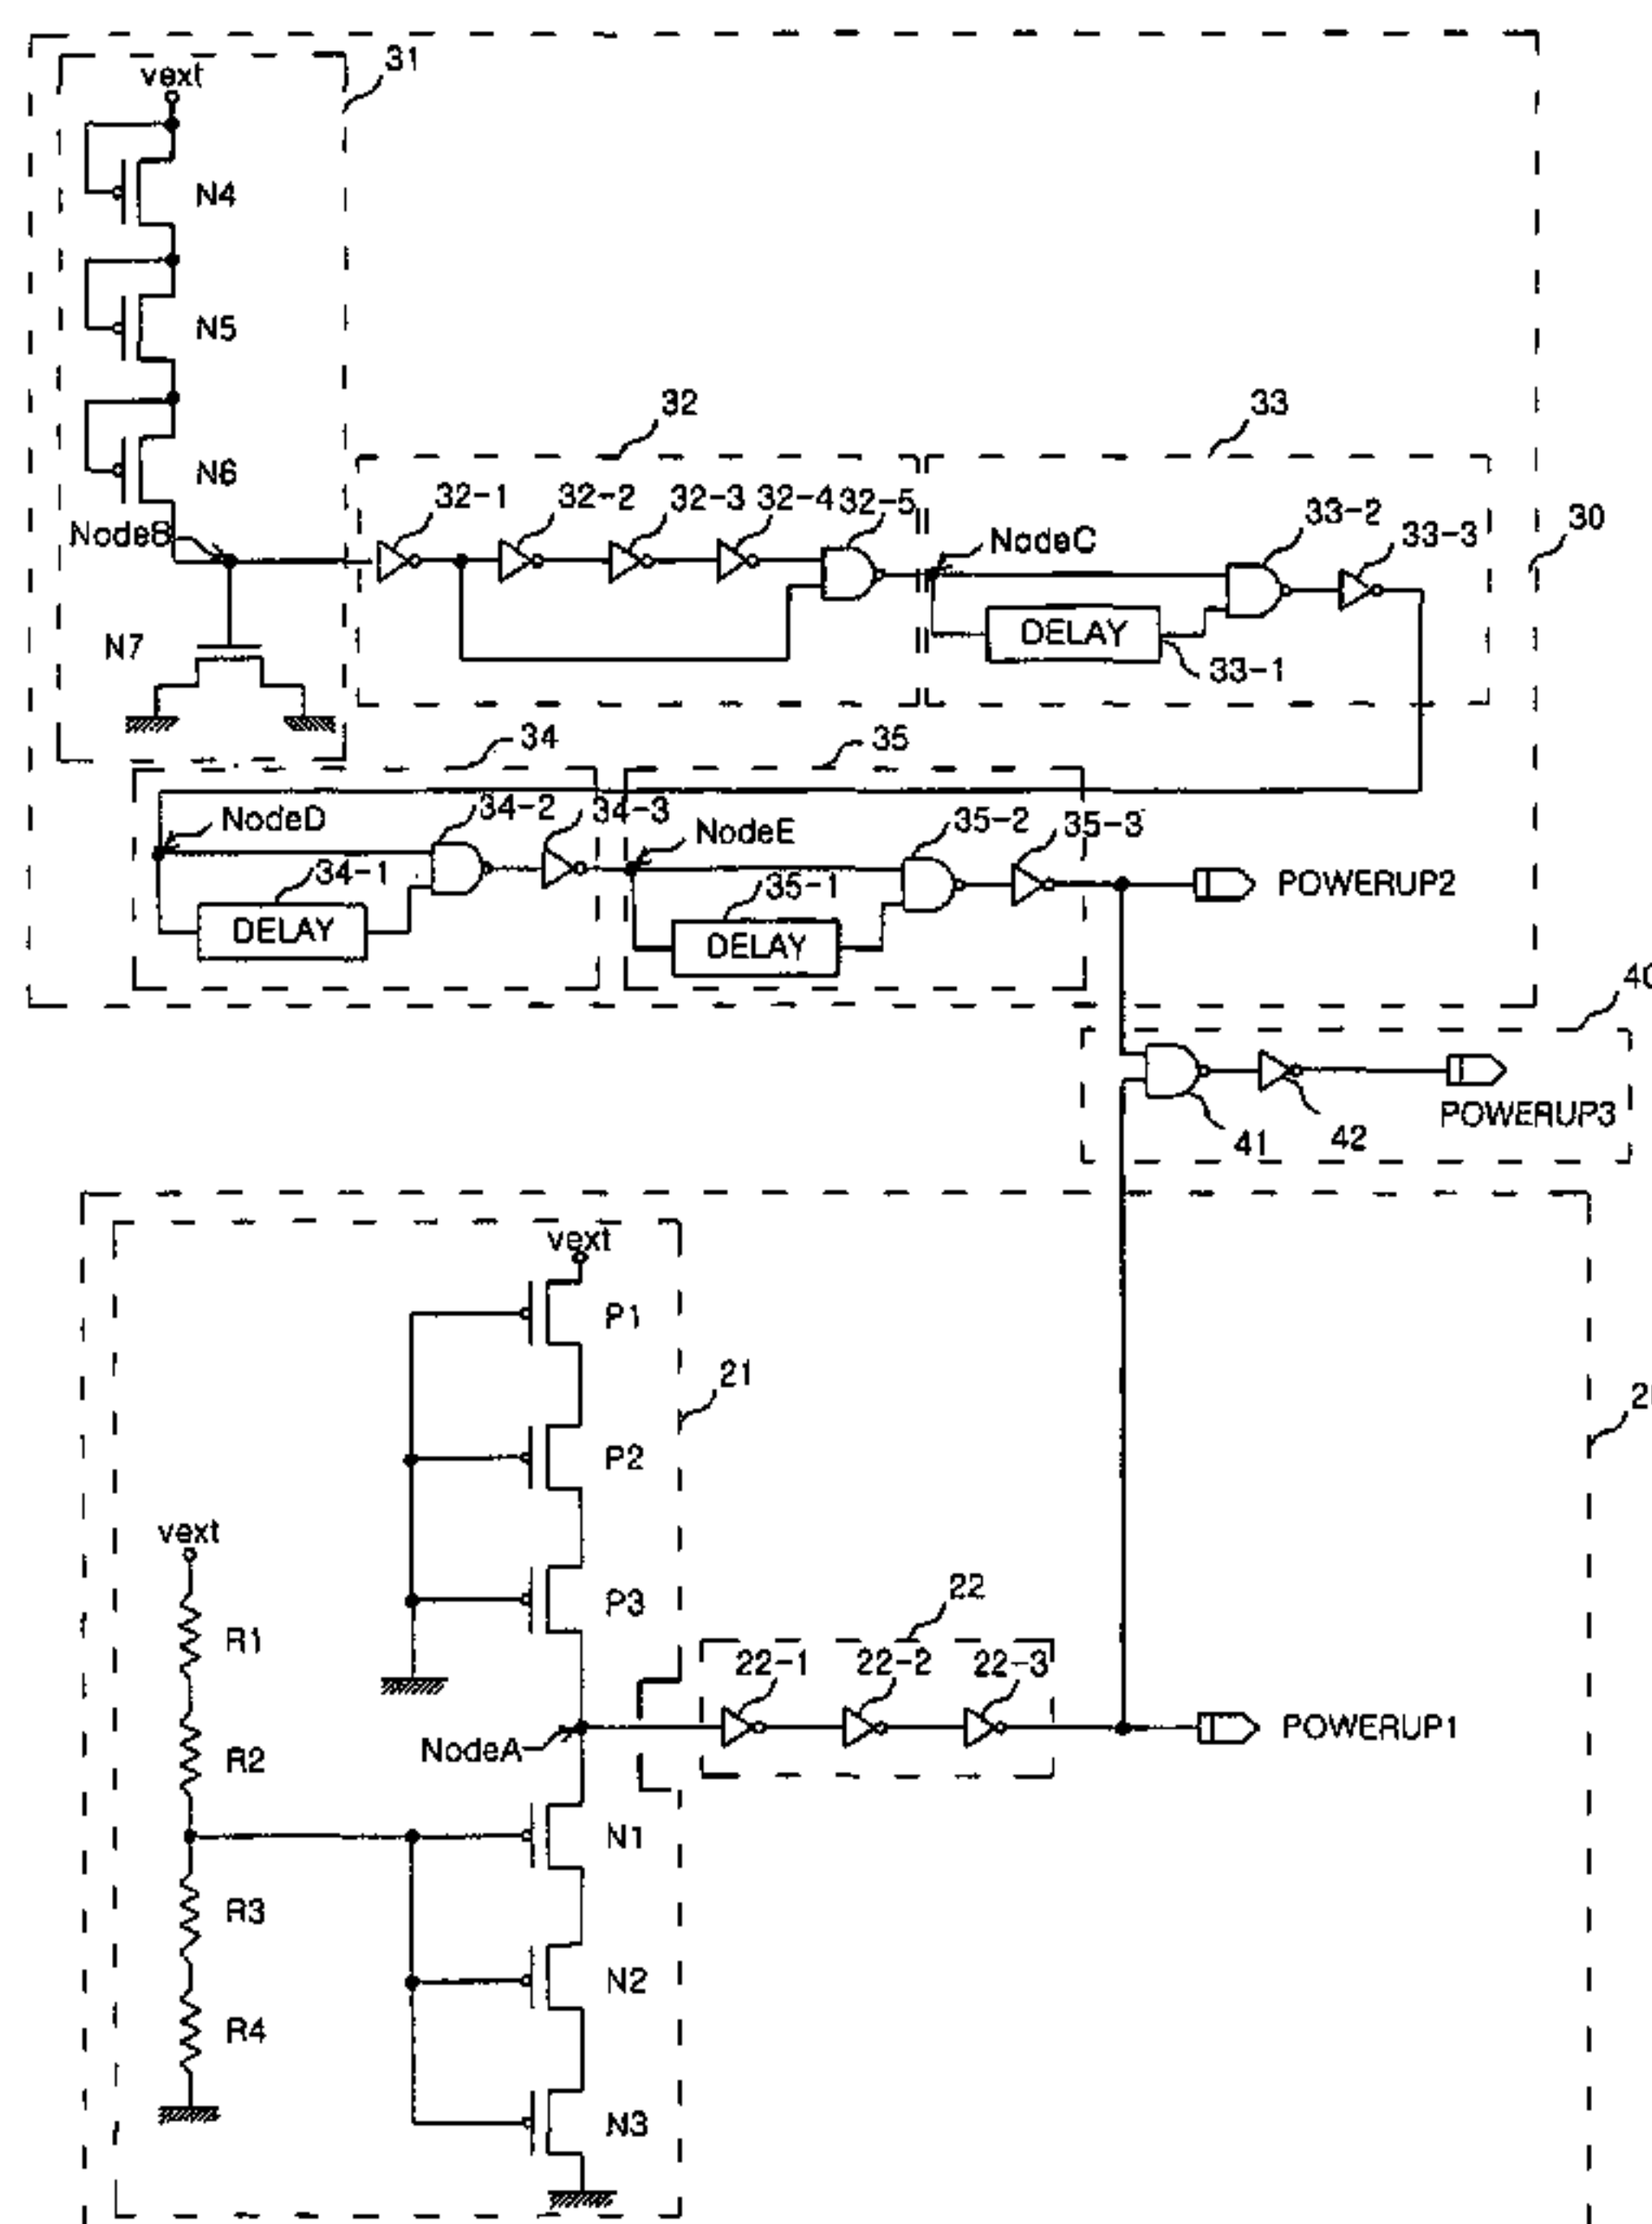 vext
31
N4
N5
N6
NodeB
N7
32
32-1
32-2
32-3
32-4
32-5
33
NodeC
33-2
33-3
DELAY
33-1
30
34
35
NodeD
34-2
34-3
34-1
DELAY
NodeE
35-2
35-3
35-1
DELAY
POWERUP2
40
41
42
POWERUP3
vext
P1
21
P2
P3
vext
R1
R2
R3
R4
22
22-1
22-2
22-3
NodeA
POWERUP1
N1
N2
N3